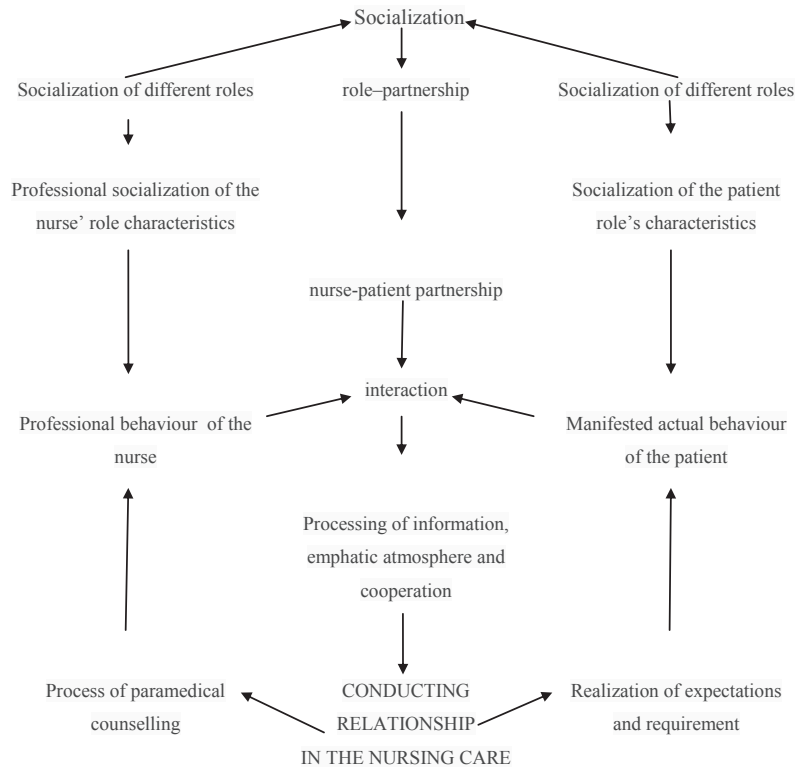 Socialization
Socialization of different roles
role–partnership
Socialization of different roles
Professional socialization of the
nurse’ role characteristics
Socialization of the patient
role’s characteristics
nurse-patient partnership
interaction
Professional behaviour of the
nurse
Manifested actual behaviour
of the patient
Processing of information,
emphatic atmosphere and
cooperation
Process of paramedical
counselling
CONDUCTING
RELATIONSHIP
IN THE NURSING CARE
Realization of expectations
and requirement